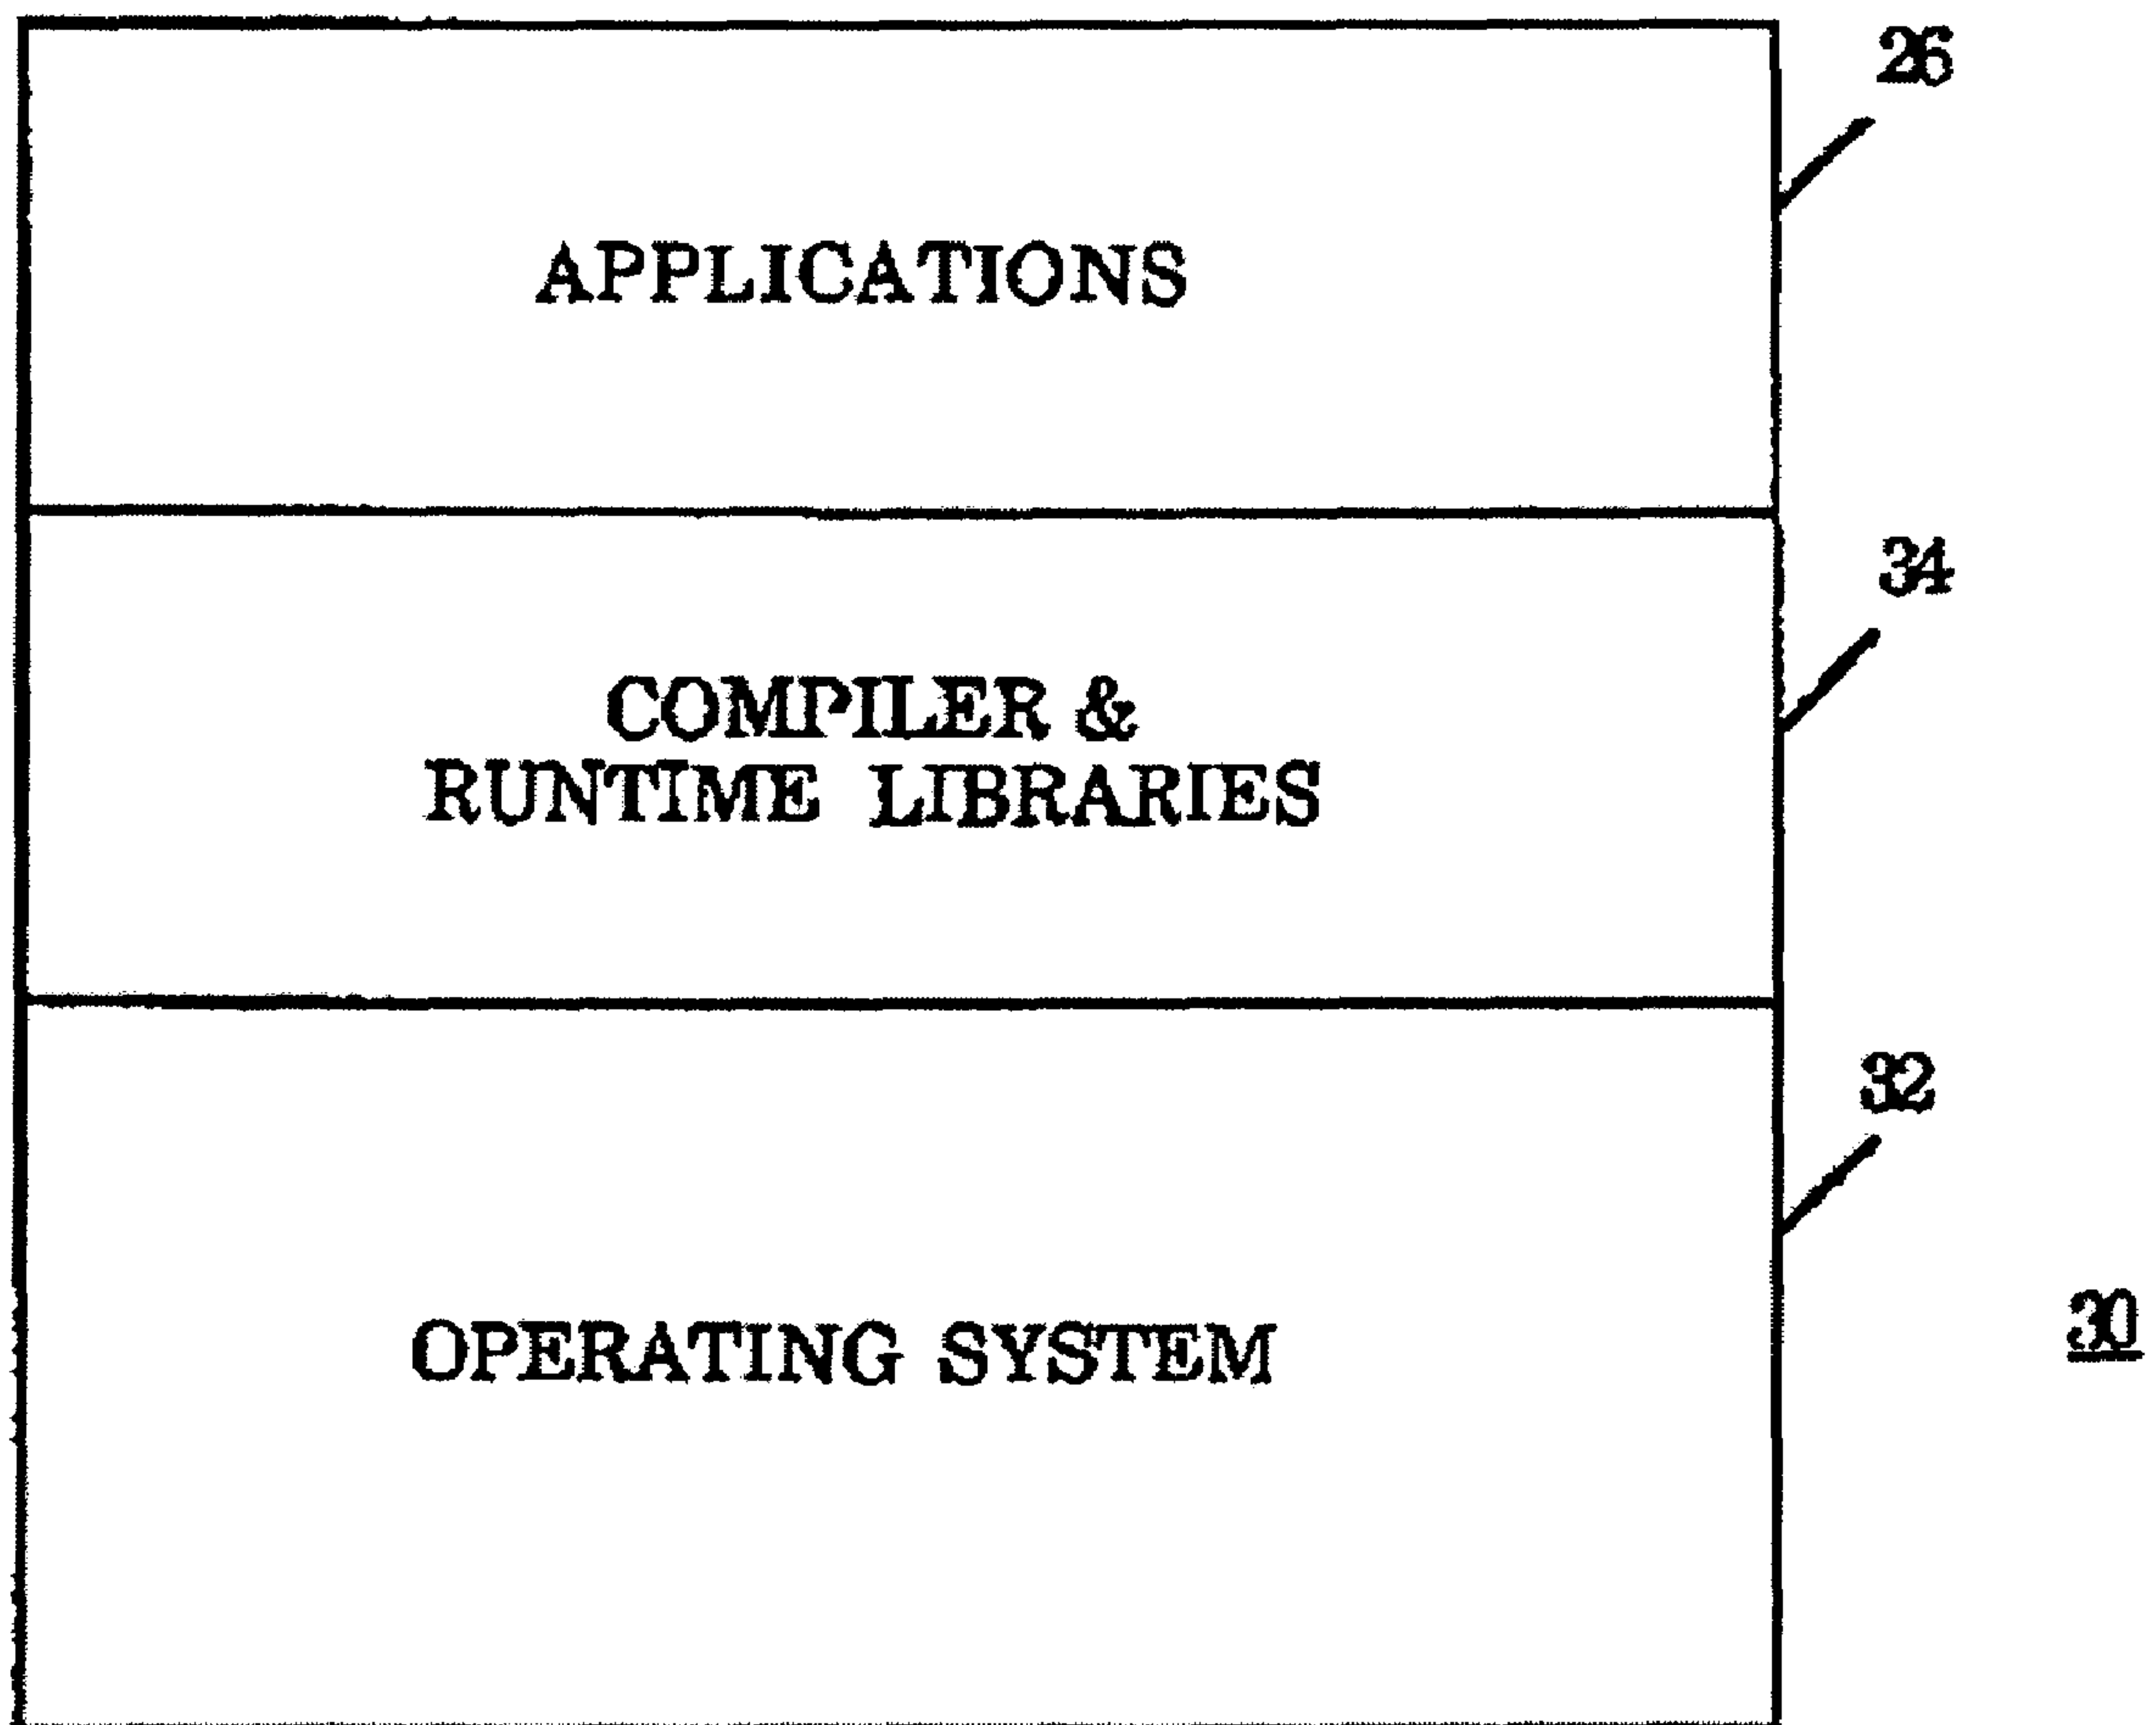 26
APPLICATIONS
34
COMPILER &
RUNTIME LIBRARIES
32
30
OPERATING SYSTEM